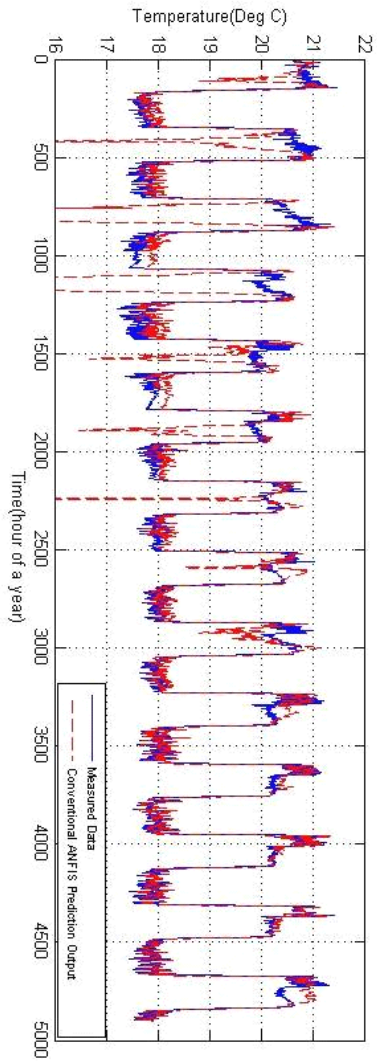 Temperature(Deg C)
16 17 18 19 20 21 22
0
500
1000
1500
2000
2500
3000
3500
4000
4500
5000
Time(hour of a year)
Measured Data
Conventional ANFIS Prediction Output